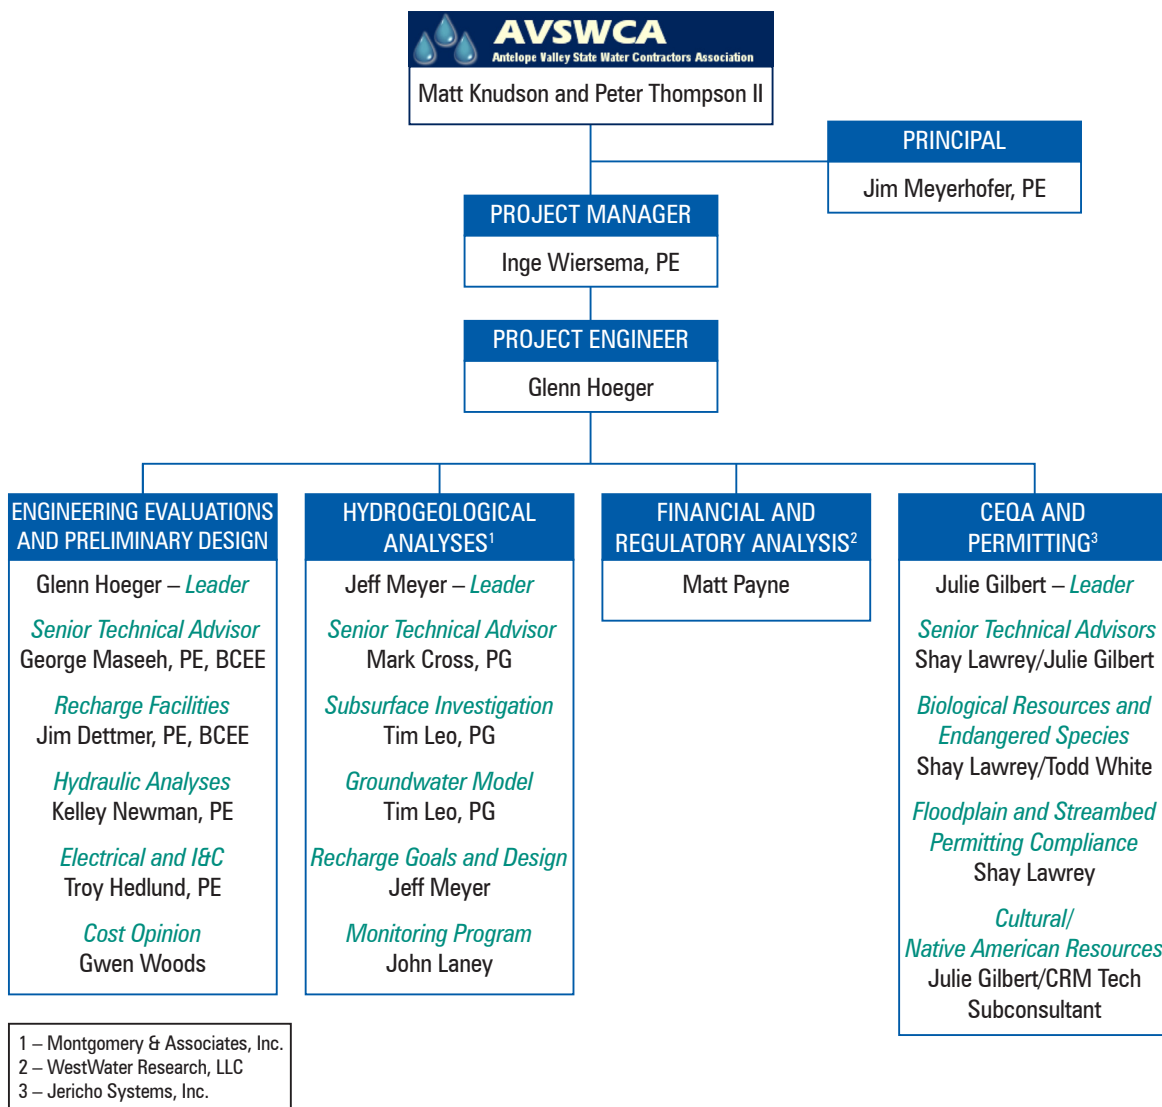 AVSWCA
Antelope Valley State Water Contractors Association
Matt Knudson and Peter Thompson II
PRINCIPAL
Jim Meyerhofer, PE
PROJECT MANAGER
Inge Wiersema, PE
PROJECT ENGINEER
Glenn Hoeger
ENGINEERING EVALUATIONS
AND PRELIMINARY DESIGN
Glenn Hoeger – Leader
Senior Technical Advisor
George Maseeh, PE, BCEE
Recharge Facilities
Jim Dettmer, PE, BCEE
Hydraulic Analyses
Kelley Newman, PE
Electrical and I&C
Troy Hedlund, PE
Cost Opinion
Gwen Woods
HYDROGEOLOGICAL
ANALYSES1
Jeff Meyer – Leader
Senior Technical Advisor
Mark Cross, PG
Subsurface Investigation
Tim Leo, PG
Groundwater Model
Tim Leo, PG
Recharge Goals and Design
Jeff Meyer
Monitoring Program
John Laney
FINANCIAL AND
REGULATORY ANALYSIS2
Matt Payne
CEQA AND
PERMITTING3
Julie Gilbert – Leader
Senior Technical Advisors
Shay Lawrey/Julie Gilbert
Biological Resources and
Endangered Species
Shay Lawrey/Todd White
Floodplain and Streambed
Permitting Compliance
Shay Lawrey
Cultural/
Native American Resources
Julie Gilbert/CRM Tech
Subconsultant
1 – Montgomery & Associates, Inc.
2 – WestWater Research, LLC
3 – Jericho Systems, Inc.